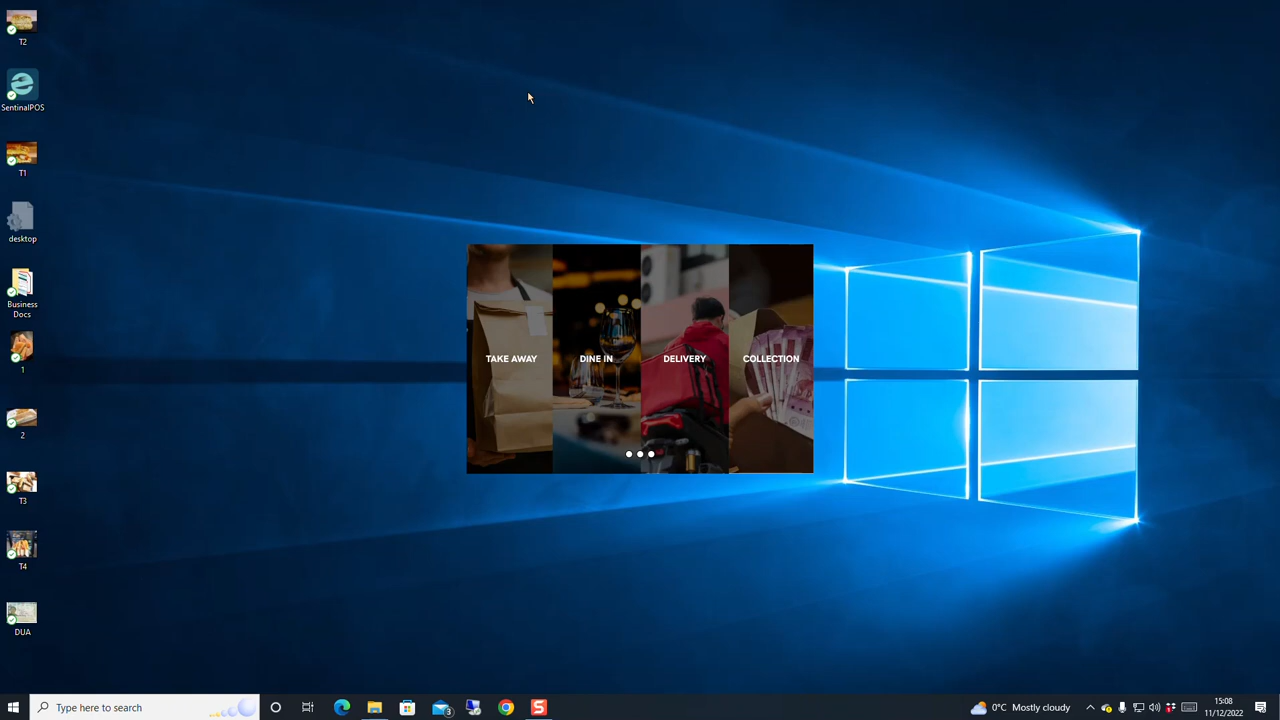 T2
SentinalPOS
T1
desktop
Business
Docs
1
2
T3
T4
DUA
TAKE AWAY
DINE IN
DELIVERY
COLLECTION
Type here to search
3
S
0°C Mostly cloudy
15:08
11/12/2022